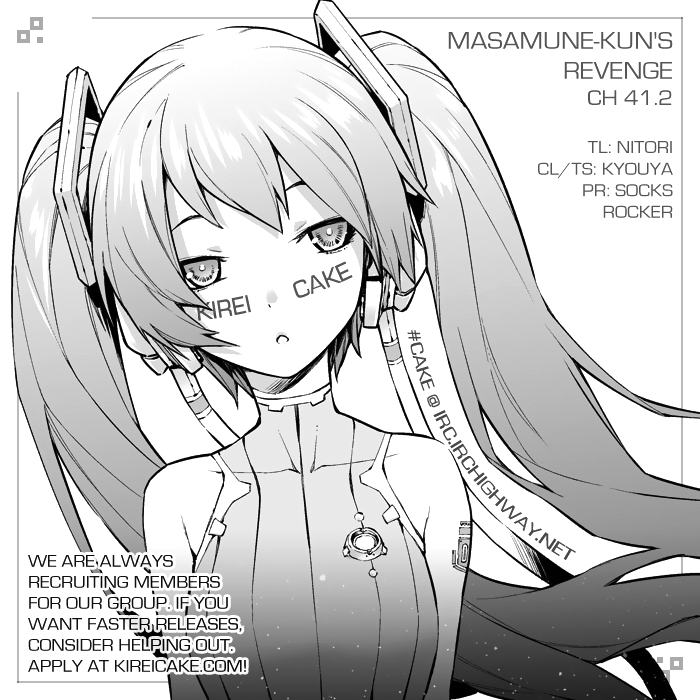 MASAMUNE-KUN'S
REVENGE
CH 41.2
TL: NITORI
CL/TS: KYOUYA
PR: SOCKS
ROCKER
KIREI CAKE
#CAKE @ IRC.IRCHIGHWAY.NET
WE ARE ALWAYS
RECRUITING MEMBERS
FOR OUR GROUP. IF YOU
WANT FASTER RELEASES,
CONSIDER HELPING OUT.
APPLY AT KIREICAKE.COM!